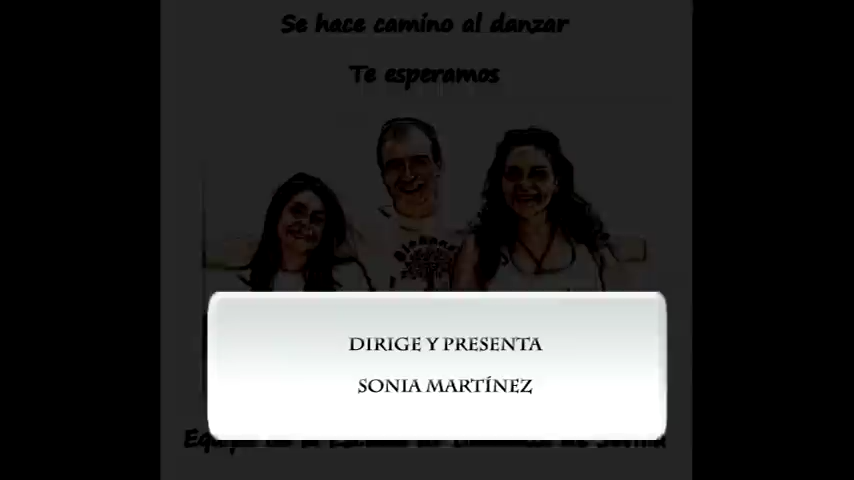 Se hace camino al danzar
Te esperamos
DIRIGE Y PRESENTA
SONIA MARTÍNEZ